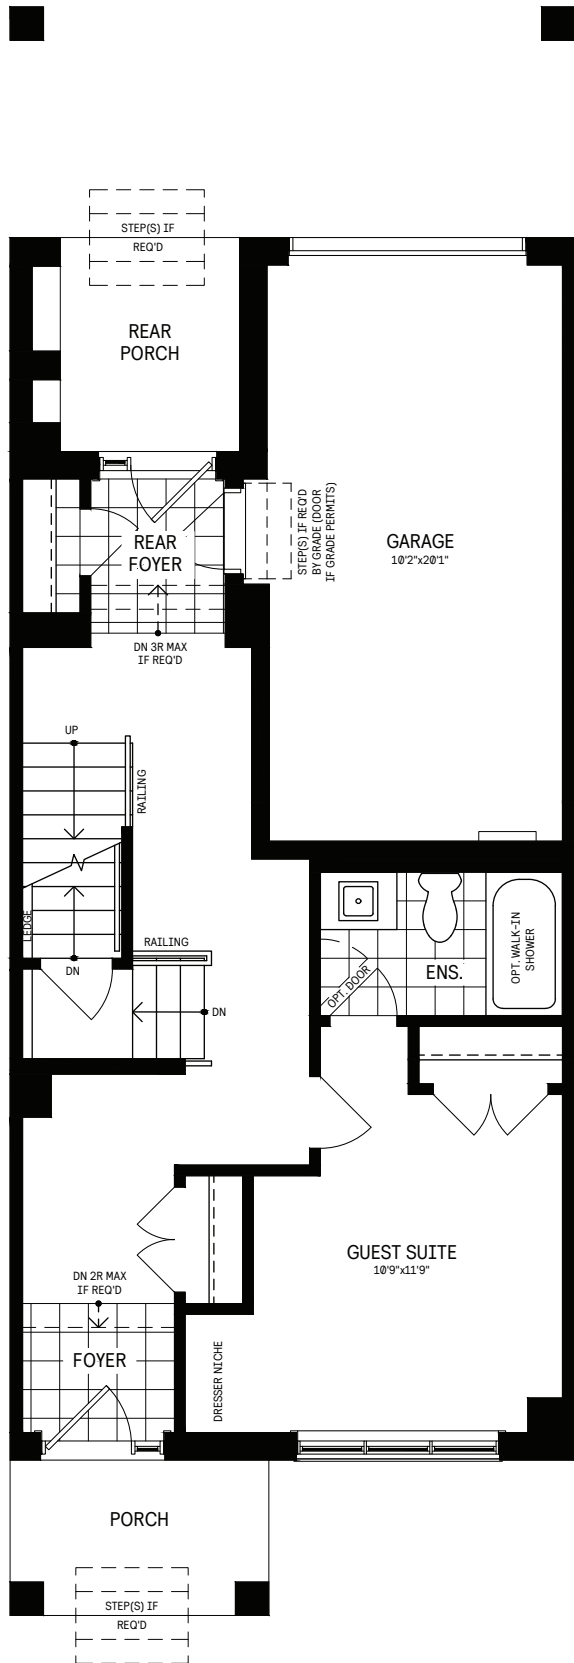 STEP(S) IF
REQ'D
REAR
PORCH
STEP(S) IF REQ'D
BY GRADE (DOOR
IF GRADE PERMITS)
GARAGE
10'2"x20'1"
REAR
FOYER
DN 3R MAX
IF REQ'D
UP
RAILING
LEDGE
DN
RAILING
DN
OPT. DOOR
ENS.
OPT. WALK-IN
SHOWER
GUEST SUITE
10'9"x11'9"
DN 2R MAX
IF REQ'D
FOYER
DRESSER NICHE
PORCH
STEP(S) IF
REQ'D